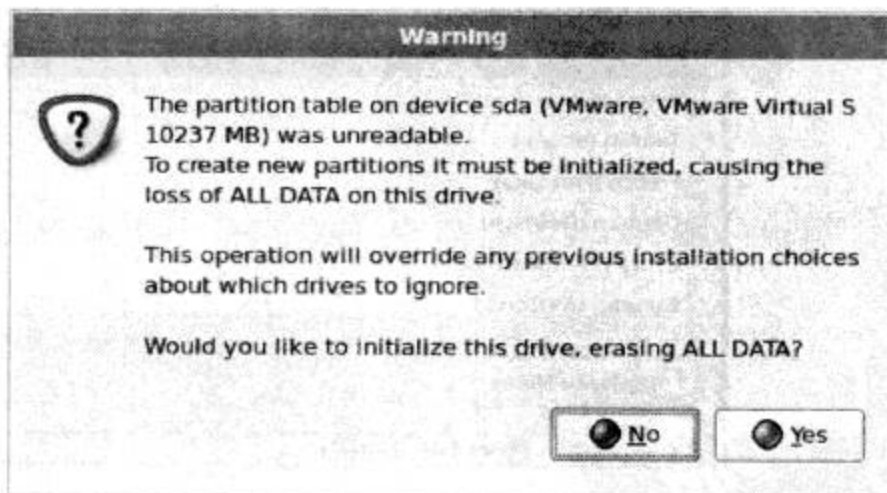 Warning
The partition table on device sda (VMware, VMware Virtual S
10237 MB) was unreadable.
To create new partitions it must be initialized, causing the
loss of ALL DATA on this drive.
This operation will override any previous installation choices
about which drives to ignore.
Would you like to initialize this drive, erasing ALL DATA?
No Yes